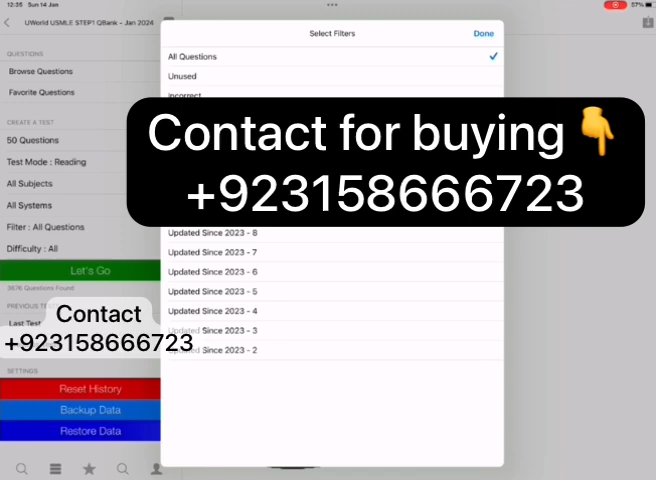 12:35 Sun 14 Jan
57%
UWorld USMLE STEP1 QBank - Jan 2024
QUESTIONS
Browse Questions
Favorite Questions
CREATE A TEST
50 Questions
Test Mode : Reading
All Subjects
All Systems
Filter : All Questions
Difficulty : All
Let's Go
3676 Questions Found
Last Test
Contact
+923158666723
SETTINGS
Reset History
Backup Data
Restore Data
Select Filters
Done
All Questions
Unused
Incorrect
Contact for buying 👇
+923158666723
Updated Since 2023 - 8
Updated Since 2023 - 7
Updated Since 2023 - 6
Updated Since 2023 - 5
Updated Since 2023 - 4
Updated Since 2023 - 3
Updated Since 2023 - 2